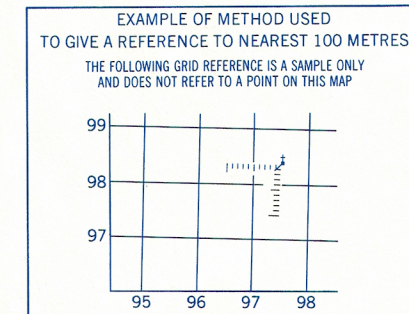 EXAMPLE OF METHOD USED
TO GIVE A REFERENCE TO NEAREST 100 METRES
THE FOLLOWING GRID REFERENCE IS A SAMPLE ONLY
AND DOES NOT REFER TO A POINT ON THIS MAP
99
98
97
95 96 97 98